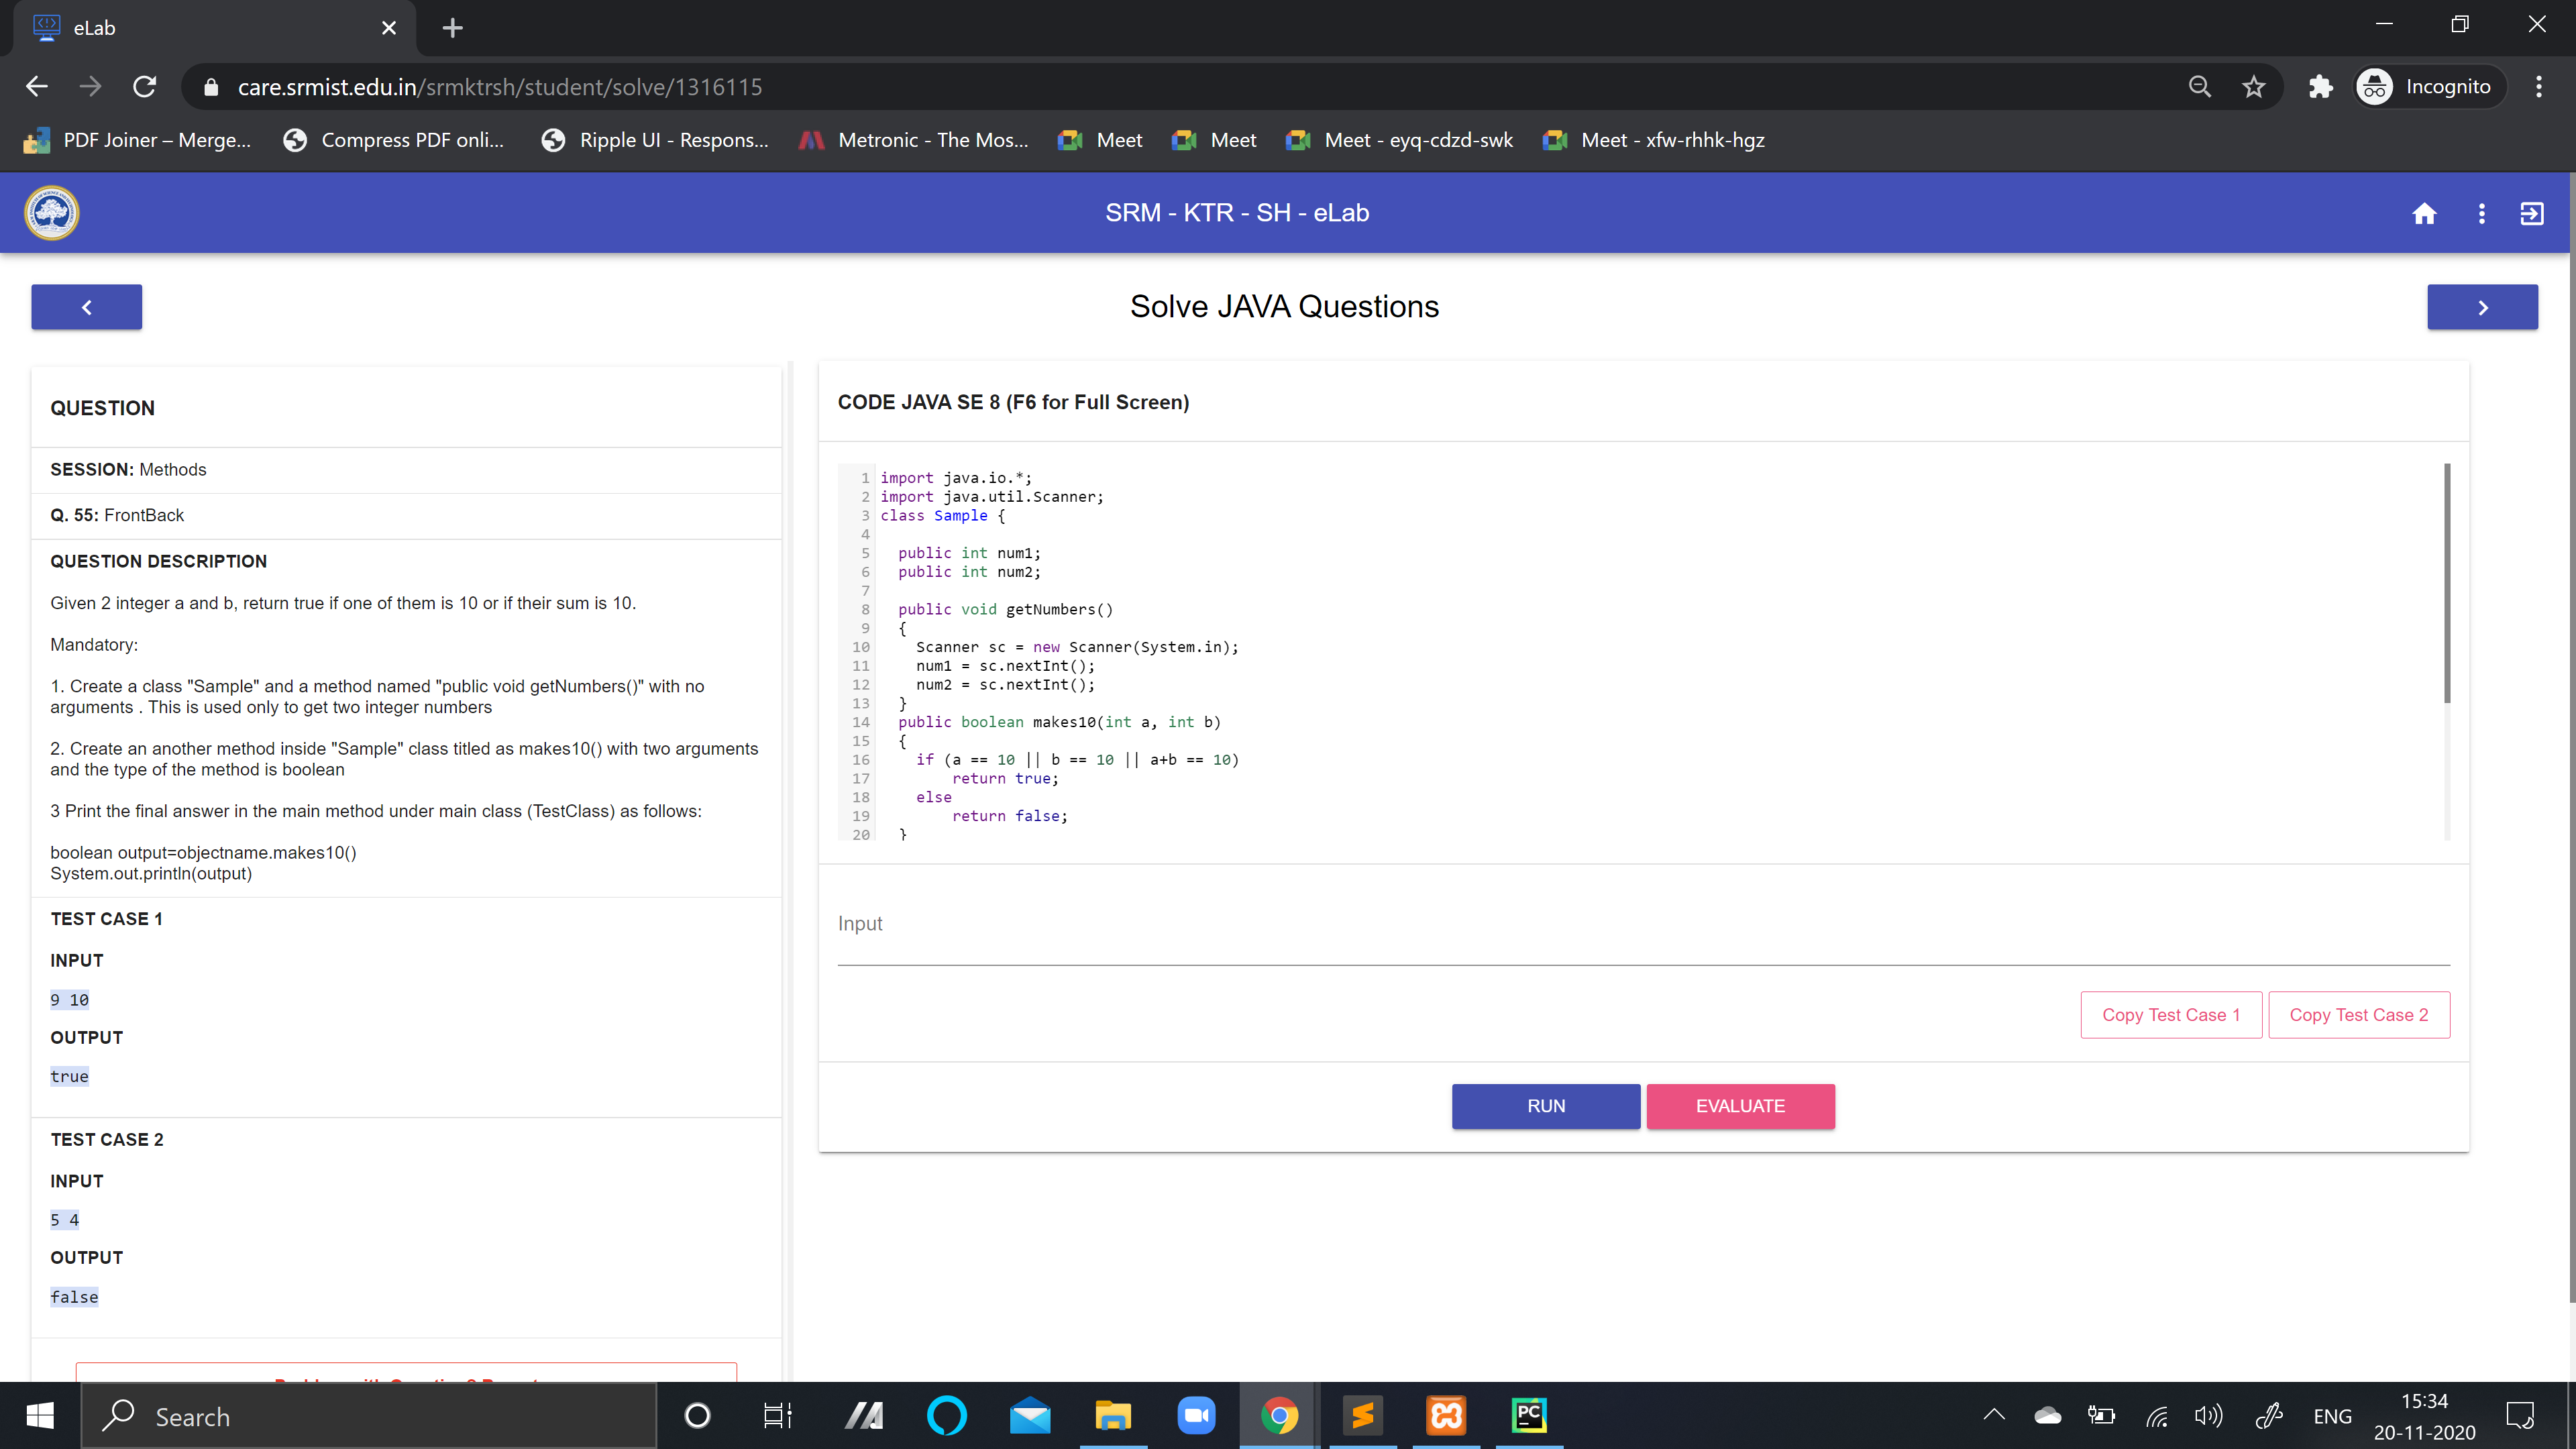 eLab
care.srmist.edu.in/srmktrsh/student/solve/1316115
Incognito
PDF Joiner – Merge...
Compress PDF onli...
Ripple UI - Respons...
Metronic - The Mos...
Meet
Meet
Meet - eyq-cdzd-swk
Meet - xfw-rhhk-hgz
SRM - KTR - SH - eLab
Solve JAVA Questions
QUESTION
SESSION: Methods
Q. 55: FrontBack
QUESTION DESCRIPTION
Given 2 integer a and b, return true if one of them is 10 or if their sum is 10.
Mandatory:
1. Create a class "Sample" and a method named "public void getNumbers()" with no
arguments . This is used only to get two integer numbers
2. Create an another method inside "Sample" class titled as makes10() with two arguments
and the type of the method is boolean
3 Print the final answer in the main method under main class (TestClass) as follows:
boolean output=objectname.makes10()
System.out.println(output)
TEST CASE 1
INPUT
9 10
OUTPUT
true
TEST CASE 2
INPUT
5 4
OUTPUT
false
CODE JAVA SE 8 (F6 for Full Screen)
1 import java.io.*;
2 import java.util.Scanner;
3 class Sample {
4
5 public int num1;
6 public int num2;
7
8 public void getNumbers()
9 {
10 Scanner sc = new Scanner(System.in);
11 num1 = sc.nextInt();
12 num2 = sc.nextInt();
13 }
14 public boolean makes10(int a, int b)
15 {
16 if (a == 10 || b == 10 || a+b == 10)
17 return true;
18 else
19 return false;
20 }
Input
Copy Test Case 1
Copy Test Case 2
RUN
EVALUATE
Search
PC
ENG
15:34
20-11-2020